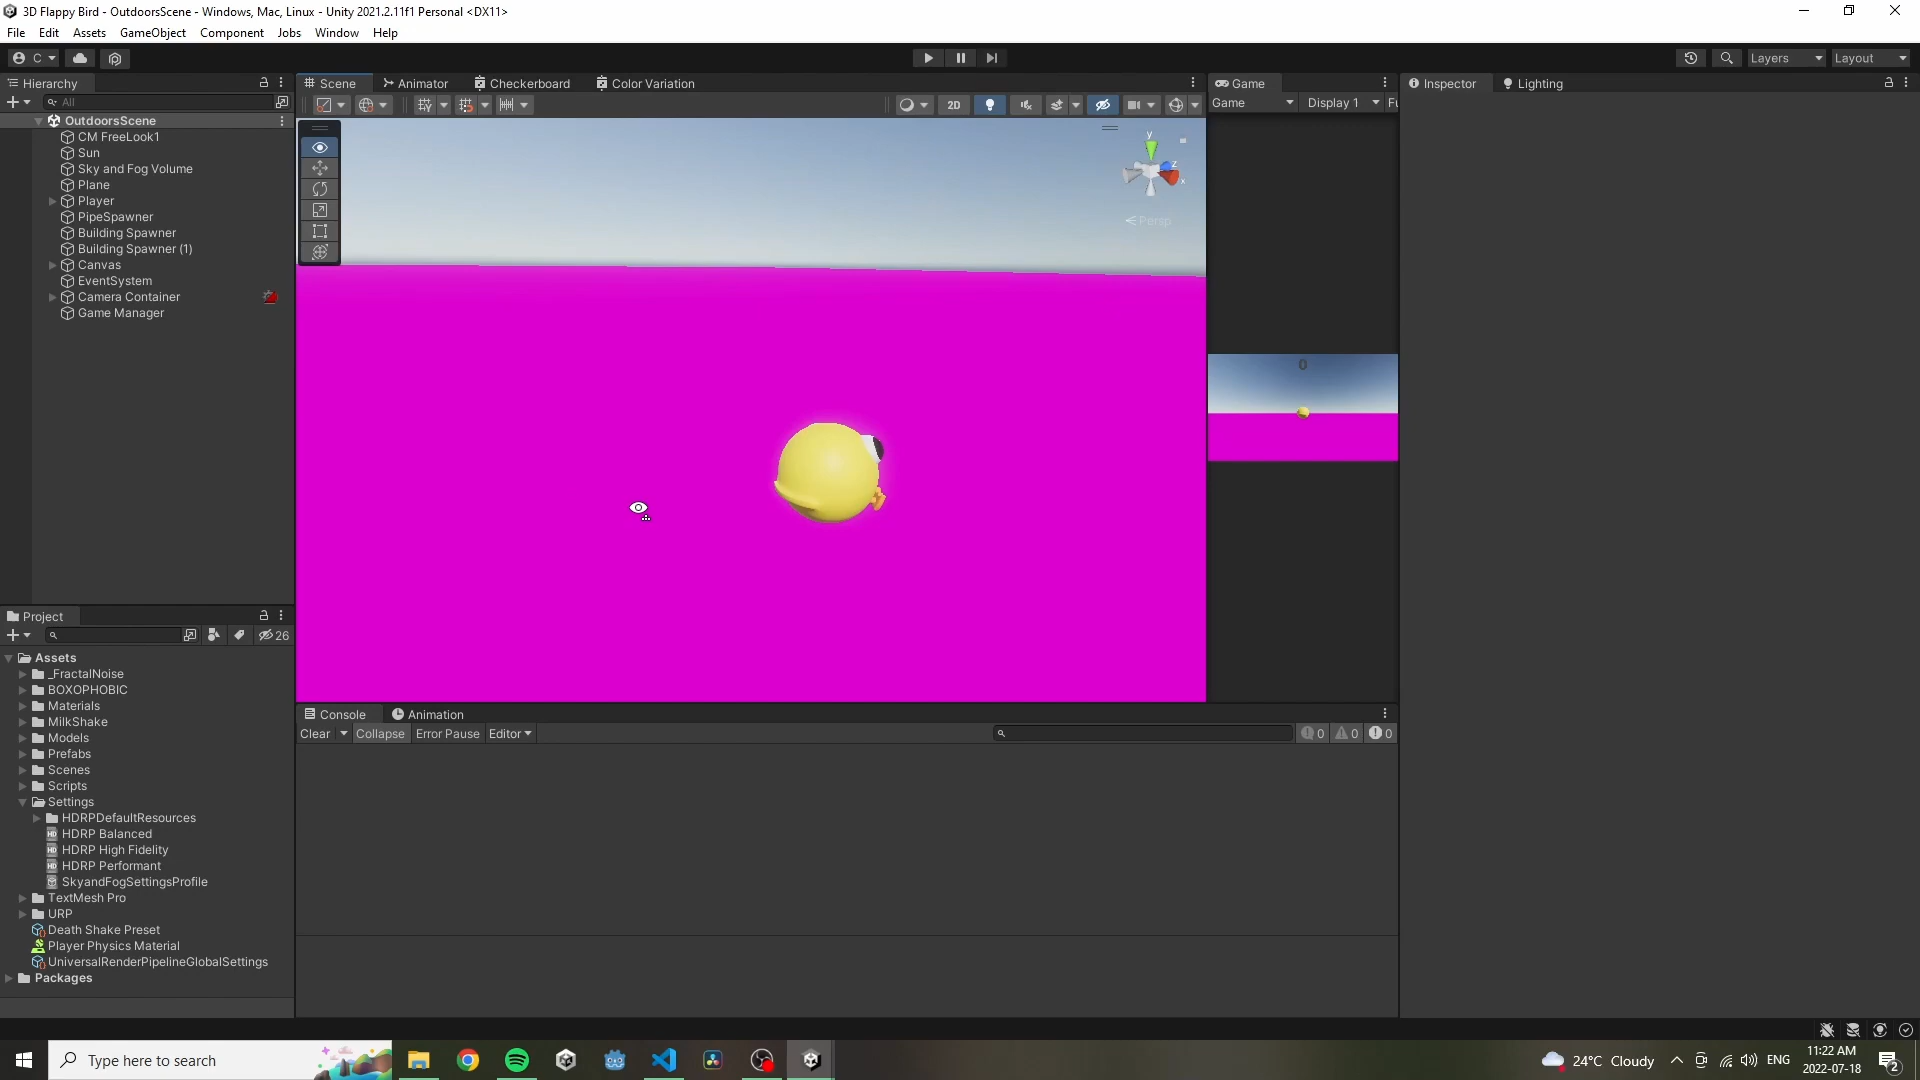 3D Flappy Bird - OutdoorsScene - Windows, Mac, Linux - Unity 2021.2.11f1 Personal <DX11>
File Edit Assets GameObject Component Jobs Window Help
C Layers Layout
Hierarchy
All
OutdoorsScene
CM FreeLook1
Sun
Sky and Fog Volume
Plane
Player
PipeSpawner
Building Spawner
Building Spawner (1)
Canvas
EventSystem
Camera Container
Game Manager
Scene Animator Checkerboard Color Variation
2D
y
z
x
Persp
Game
Game Display 1 Fu
0
Inspector Lighting
Project
26
Assets
_FractalNoise
BOXOPHOBIC
Materials
MilkShake
Models
Prefabs
Scenes
Scripts
Settings
HDRPDefaultResources
HDRP Balanced
HDRP High Fidelity
HDRP Performant
SkyandFogSettingsProfile
TextMesh Pro
URP
Death Shake Preset
Player Physics Material
UniversalRenderPipelineGlobalSettings
Packages
Console Animation
Clear Collapse Error Pause Editor 0 0 0
Type here to search
24°C Cloudy
ENG
11:22 AM
2022-07-18
2